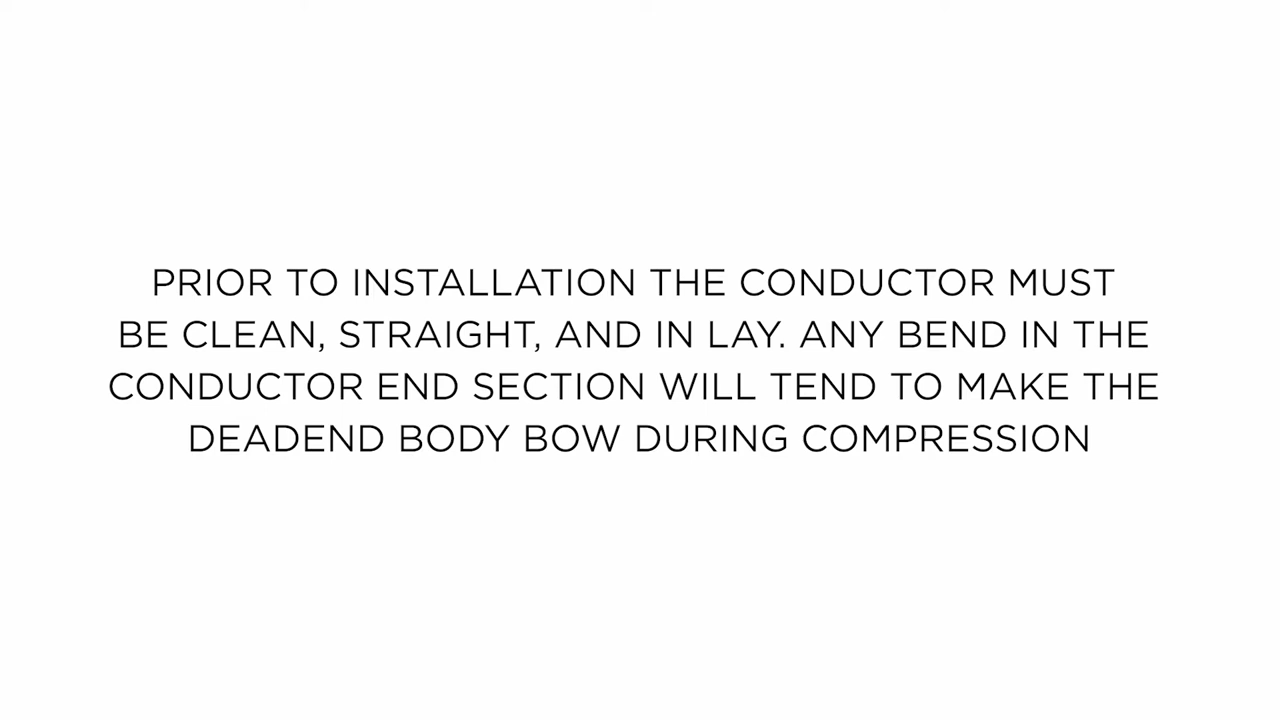 PRIOR TO INSTALLATION THE CONDUCTOR MUST
BE CLEAN, STRAIGHT, AND IN LAY. ANY BEND IN THE
CONDUCTOR END SECTION WILL TEND TO MAKE THE
DEADEND BODY BOW DURING COMPRESSION